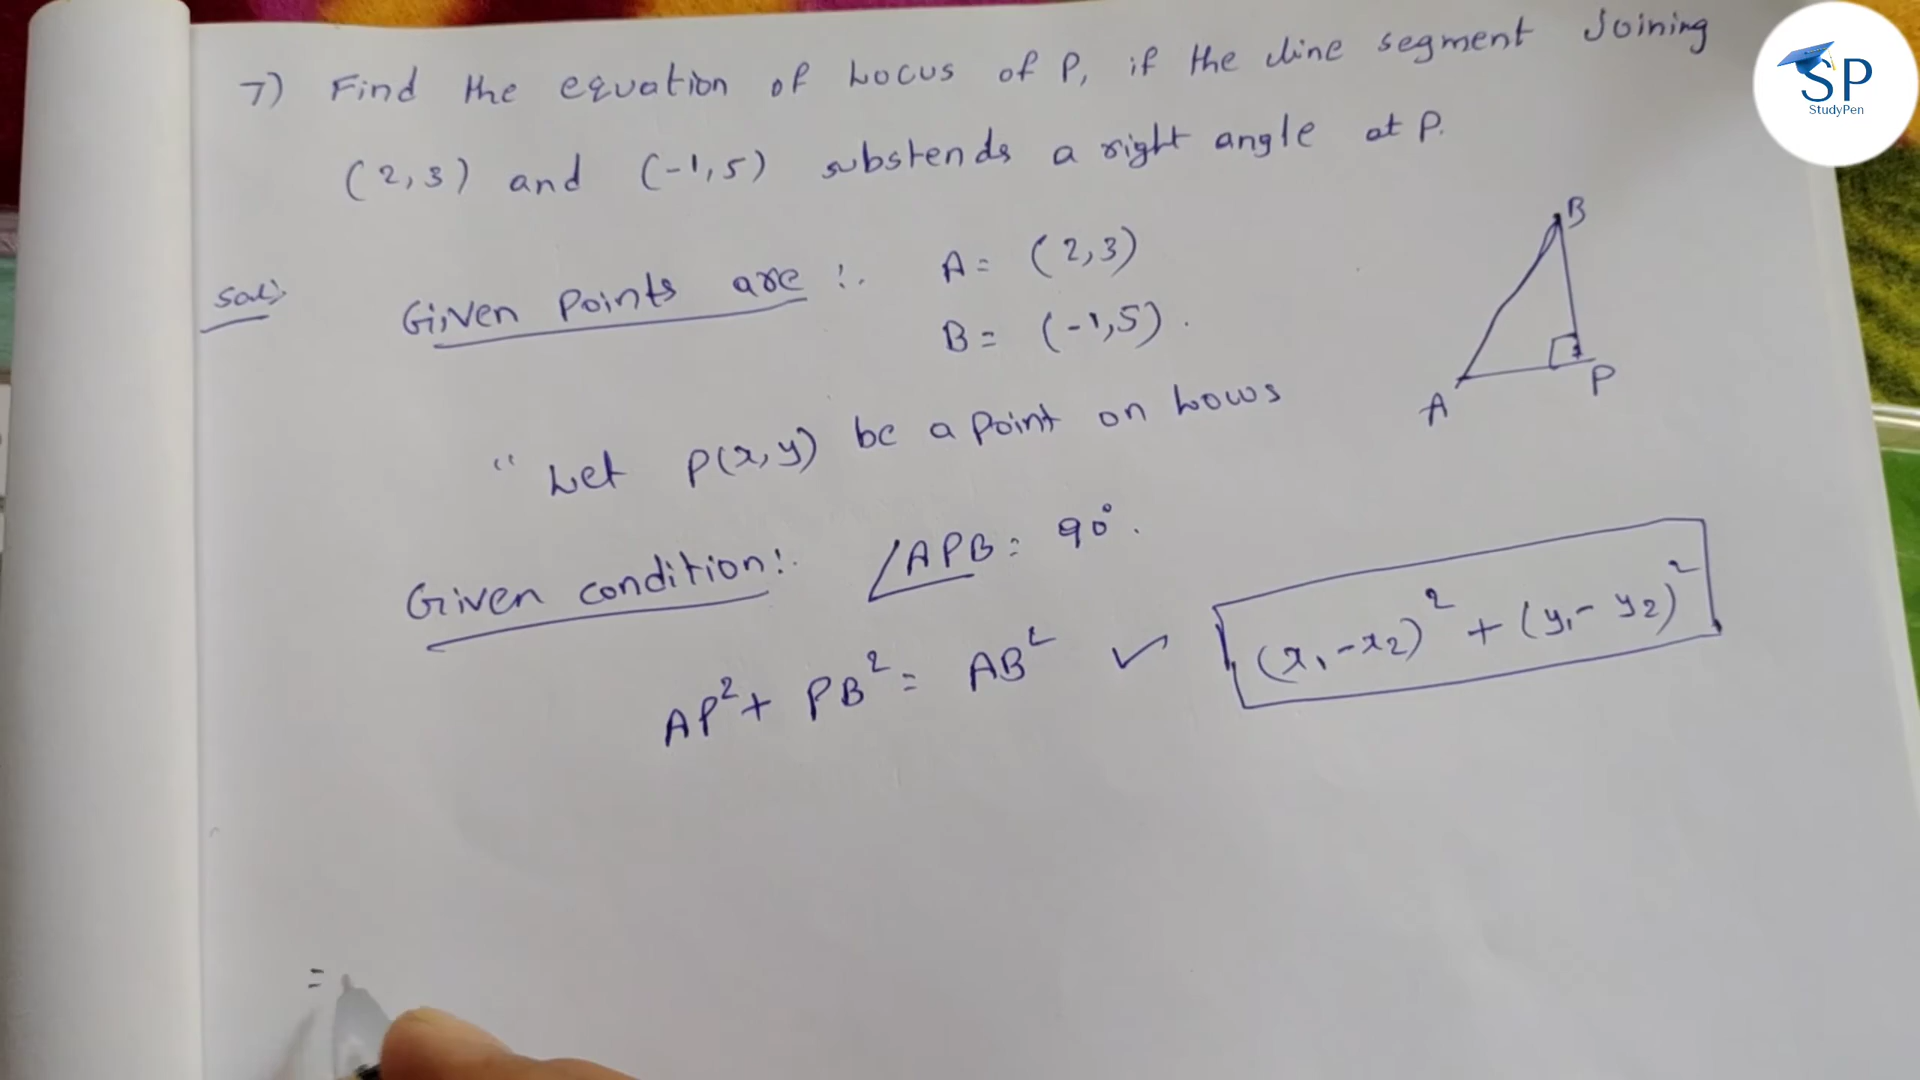 7) Find the equation of Locus of P, if the line segment Joining
(2,3) and (-1,5) substends a right angle at P.
Sol:
Given Points are :. A = (2,3)
B = (-1,5).
"Let P(x,y) be a point on Locus
Given condition:. ∠APB = 90°.
AP² + PB² = AB² ✓ (x₁-x₂)² + (y₁-y₂)²
=
B
A
P
SP
StudyPen